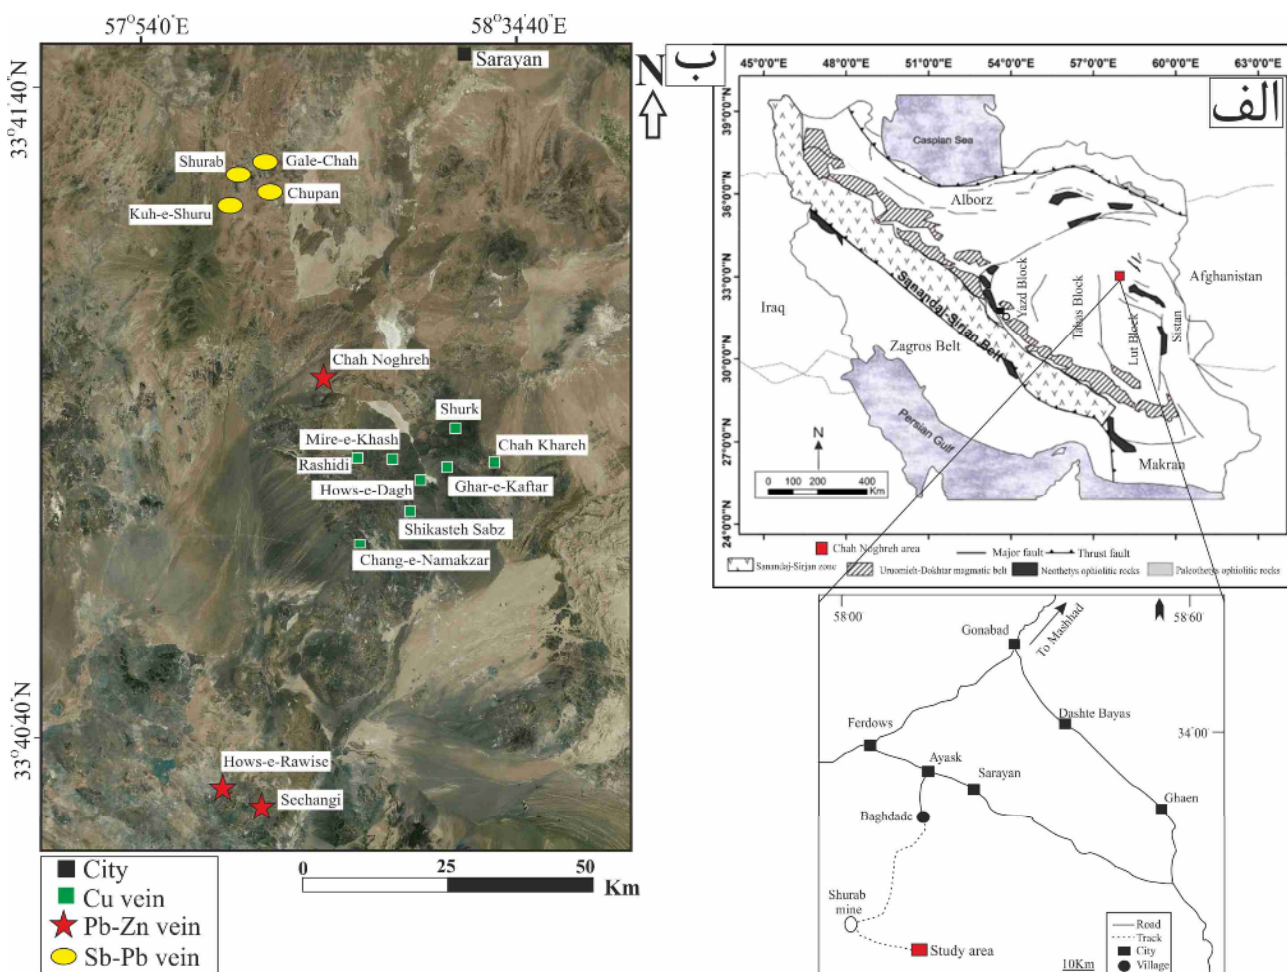 57°54'0"E
58°34'40"E
33°41'40"N
33°40'40"N
Sarayan
N
Shurab
Gale-Chah
Chupan
Kuh-e-Shuru
Chah Noghreh
Shurk
Mire-e-Khash
Chah Khareh
Rashidi
Hows-e-Dagh
Ghar-e-Kaftar
Shikasteh Sabz
Chang-e-Namakzar
Hows-e-Rawise
Sechangi
City
Cu vein
Pb-Zn vein
Sb-Pb vein
0
25
50
Km
ب
الف
45°0'0"E
48°0'0"E
51°0'0"E
54°0'0"E
57°0'0"E
60°0'0"E
63°0'0"E
39°0'0"N
36°0'0"N
33°0'0"N
30°0'0"N
27°0'0"N
24°0'0"N
Caspian Sea
Alborz
Afghanistan
Iraq
Yazd Block
Tabas Block
Lut Block
Sistan
Sanandaj-Sirjan Belt
Zagros Belt
Persian Gulf
Makran
N
0 100 200 400
Km
Chah Noghreh area
Major fault
Thrust fault
Sanandaj-Sirjan zone
Uruomieh-Dokhtar magmatic belt
Neothetys ophiolitic rocks
Paleothetys ophiolitic rocks
58°00'
58°60'
34°00'
Gonabad
To Mashhad
Ferdows
Dashte Bayas
Ayask
Sarayan
Ghaen
Baghdade
Shurab
mine
Study area
10Km
Road
Track
City
Village